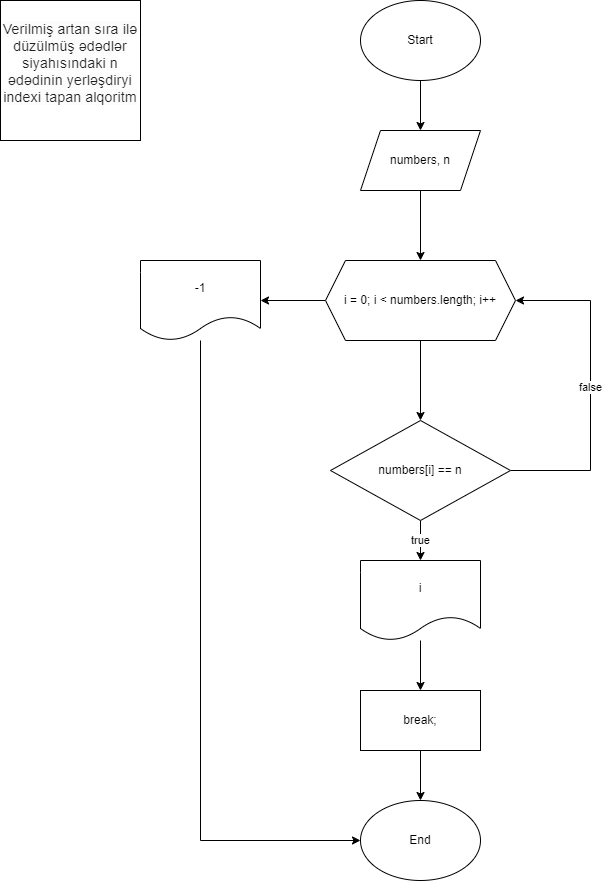 Verilmiş artan sıra ilə
düzülmüş ədədlər
siyahısındaki n
ədədinin yerləşdiryi
indexi tapan alqoritm
Start
numbers, n
-1
i = 0; i < numbers.length; i++
false
numbers[i] == n
true
i
break;
End